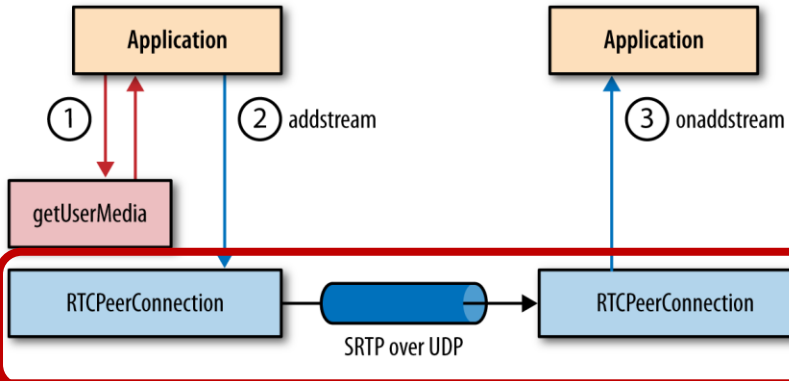 Application
Application
1
2 addstream
3 onaddstream
getUserMedia
RTCPeerConnection
RTCPeerConnection
SRTP over UDP